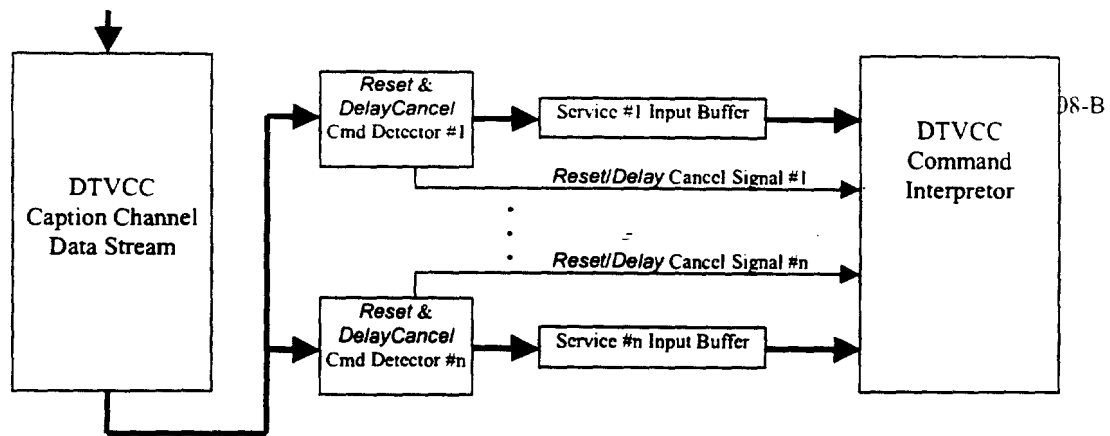 DTVCC
Caption Channel
Data Stream
Reset &
DelayCancel
Cmd Detector #1
Service #1 Input Buffer
Reset/Delay Cancel Signal #1
Reset/Delay Cancel Signal #n
Reset &
DelayCancel
Cmd Detector #n
Service #n Input Buffer
DTVCC
Command
Interpretor
08-B